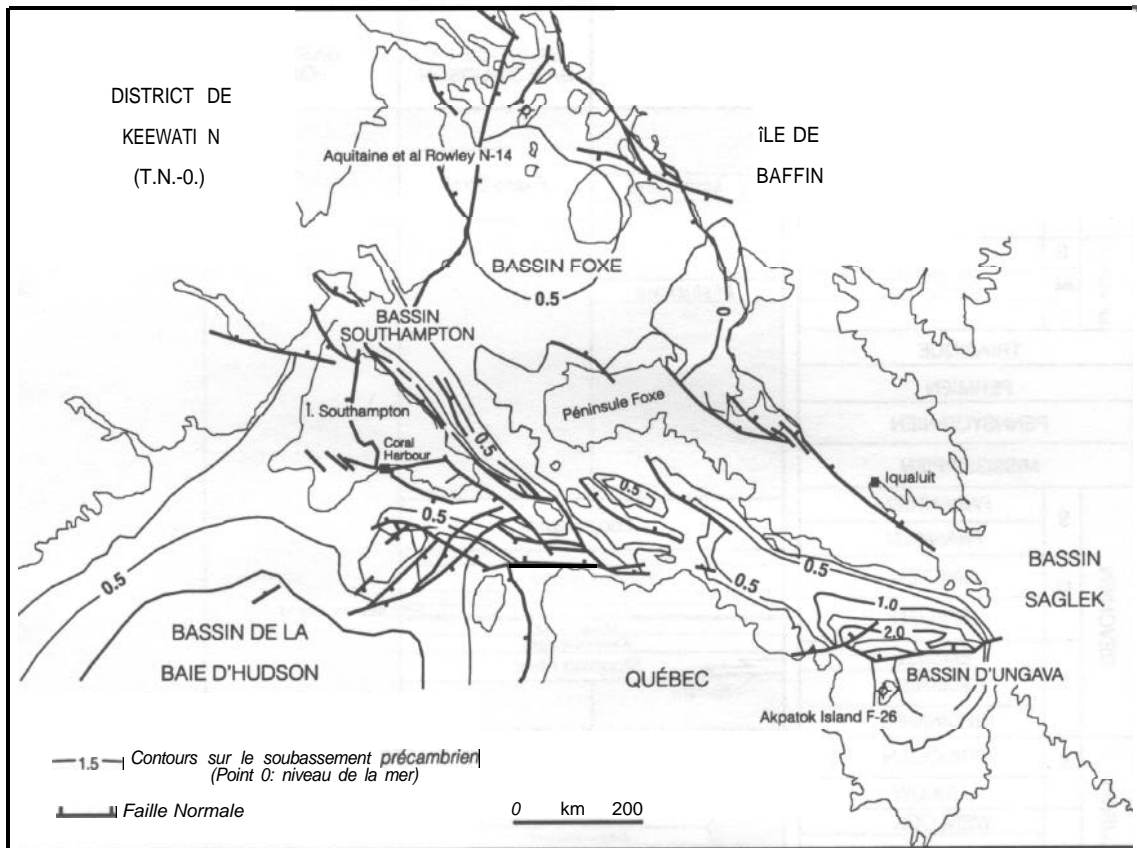 DISTRICT DE
KEEWATI N
(T.N.-O.)
îLE DE
BAFFIN
Aquitaine et al Rowley N-14
BASSIN FOXE
0.5
BASSIN
SOUTHAMPTON
0
Péninsule Foxe
Î. Southampton
Coral
Harbour
0.5
0.5
Iqualuit
0.5
0.5
0.5
0.5
1.0
2.0
BASSIN
SAGLEK
BASSIN DE LA
BAIE D'HUDSON
QUÉBEC
BASSIN D'UNGAVA
Akpatok Island F-26
1.5 Contours sur le soubassement précambrien
(Point 0: niveau de la mer)
Faille Normale
0 km 200